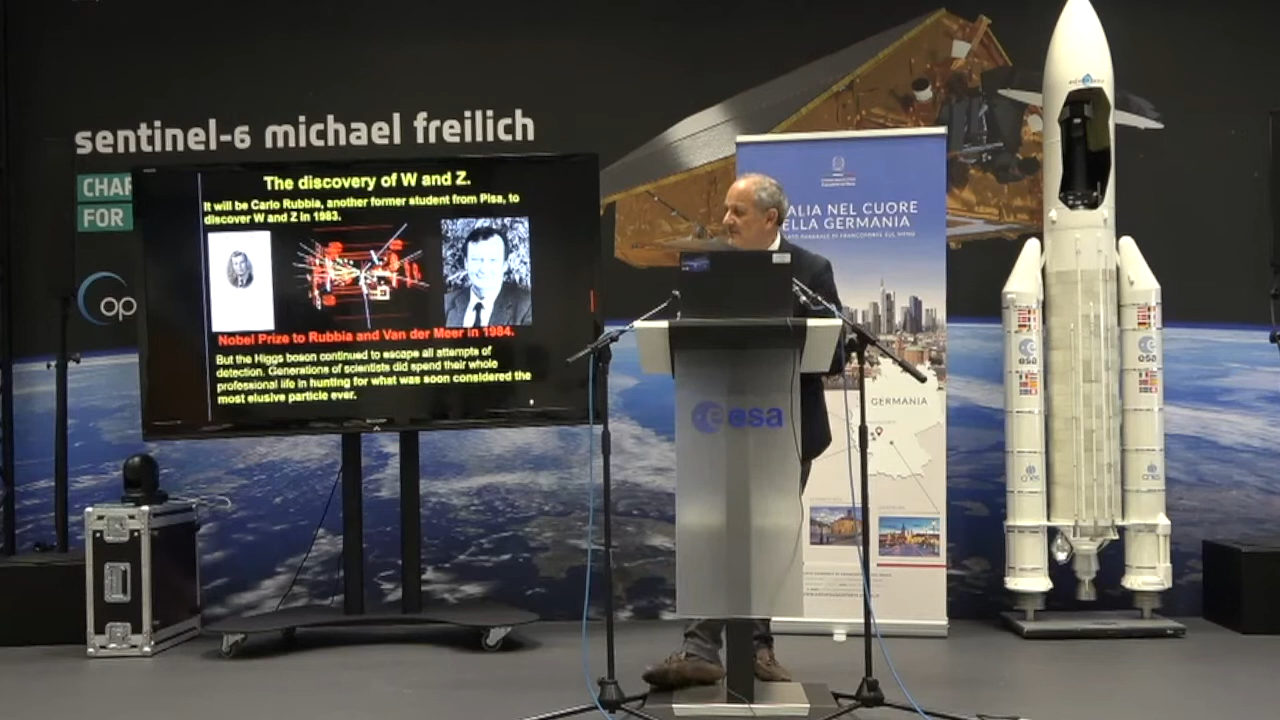 sentinel-6 michael freilich
CHAR
FOR
op
The discovery of W and Z.
It will be Carlo Rubbia, another former student from Pisa, to
discover W and Z in 1983.
Nobel Prize to Rubbia and Van der Meer in 1984.
But the Higgs boson continued to escape all attempts of
detection. Generations of scientists did spend their whole
professional life in hunting for what was soon considered the
most elusive particle ever.
ALIA NEL CUORE
ELLA GERMANIA
GERMANIA
esa
esa
esa
cnes
cnes